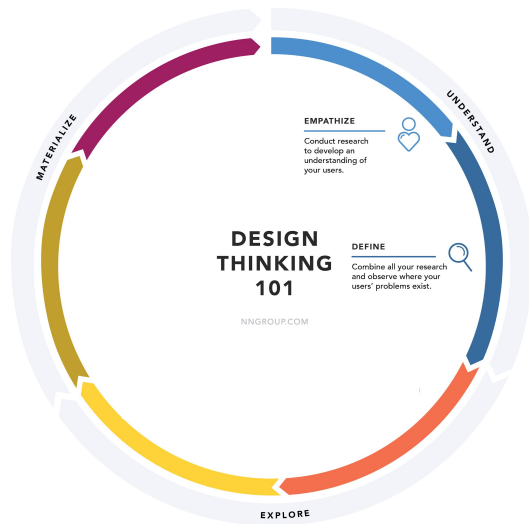 UNDERSTAND
EMPATHIZE
Conduct research
to develop an
understanding of
your users.
DEFINE
Combine all your research
and observe where your
users' problems exist.
DESIGN
THINKING
101
NNGROUP.COM
EXPLORE
MATERIALIZE